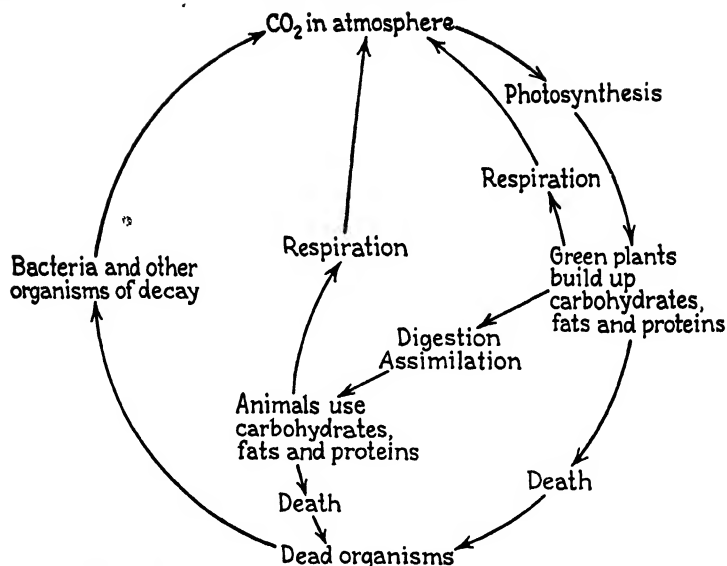 CO₂ in atmosphere
Photosynthesis
Respiration
Respiration
Green plants
build up
carbohydrates,
fats and proteins
Bacteria and other
organisms of decay
Digestion
Assimilation
Animals use
carbohydrates,
fats and proteins
Death
Death
Dead organisms